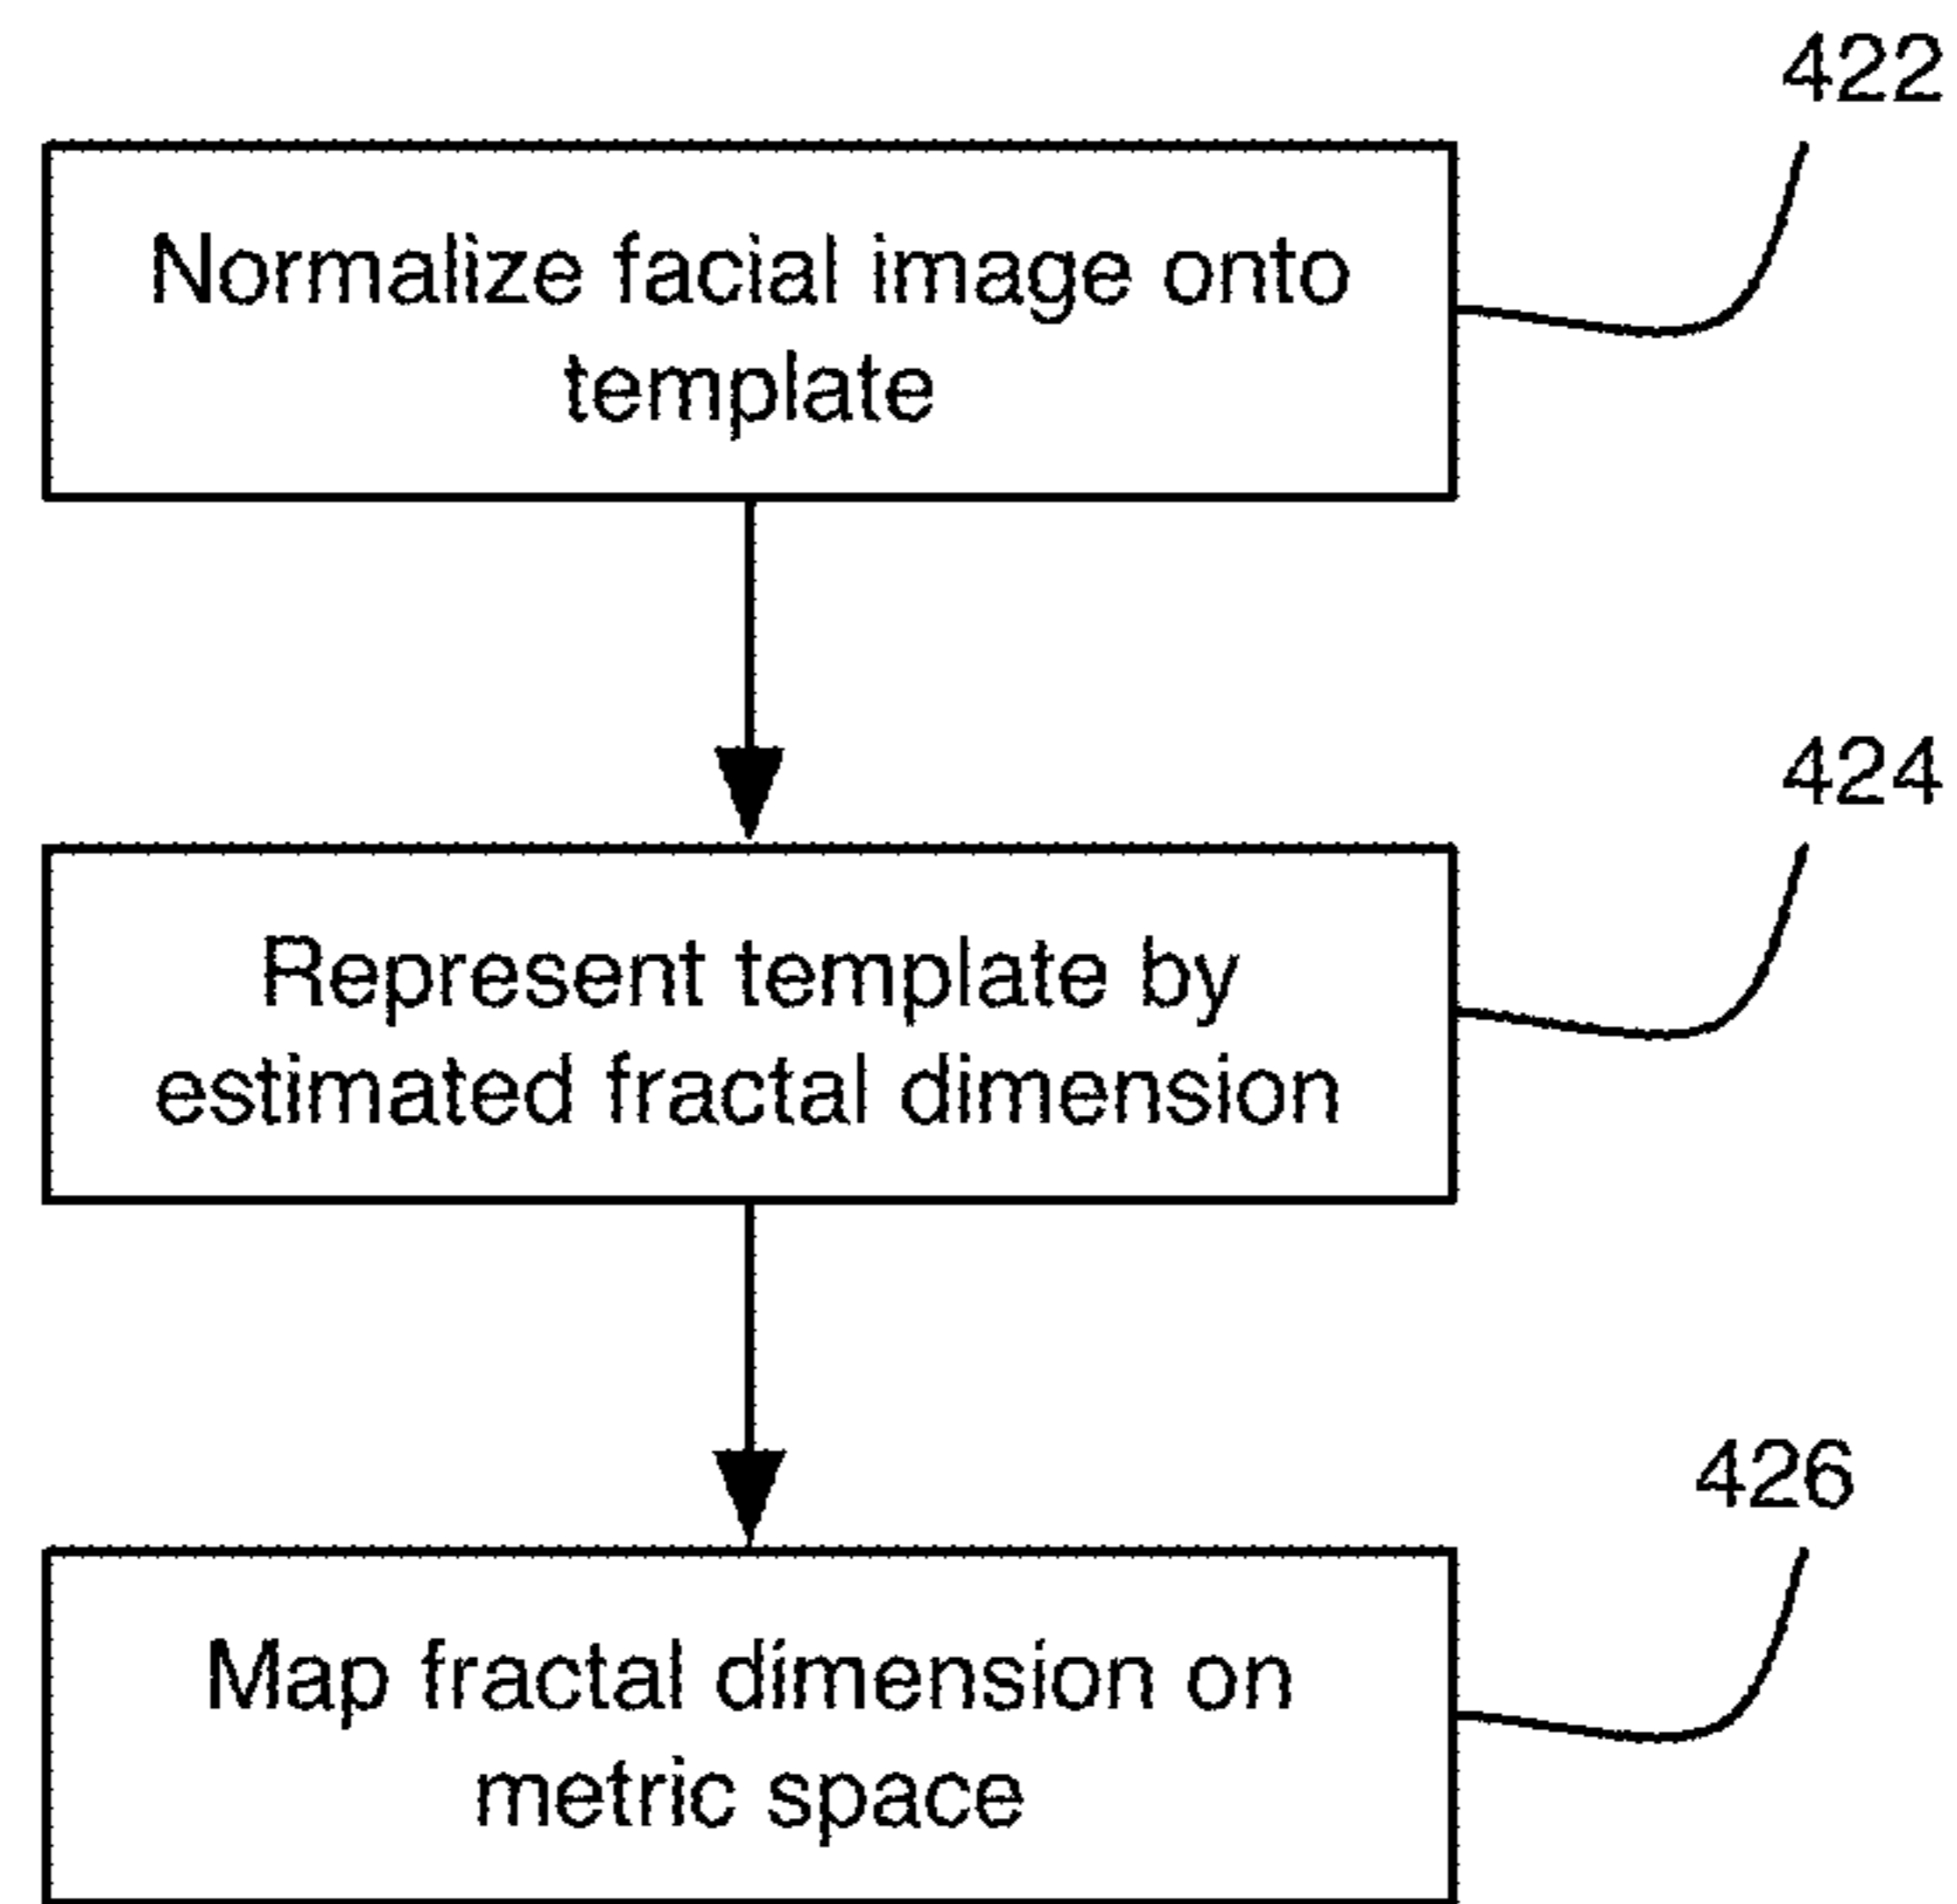 422
Normalize facial image onto
template
424
Represent template by
estimated fractal dimension
426
Map fractal dimension on
metric space